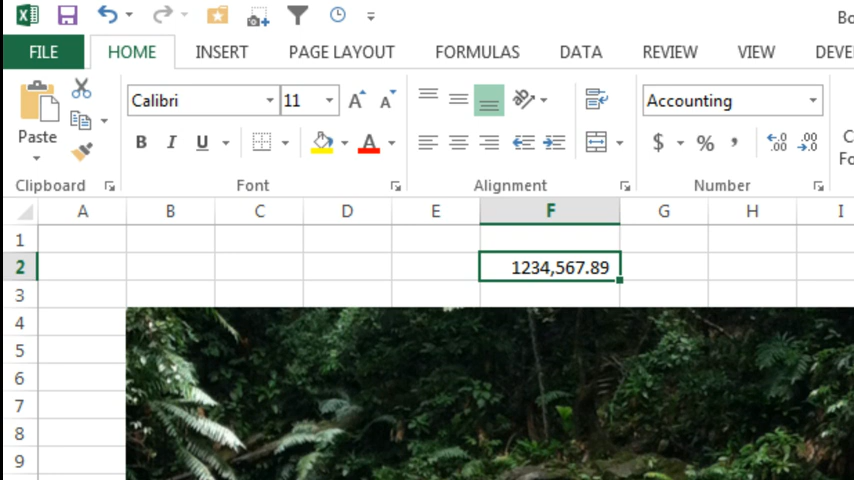 Bo
FILE HOME INSERT PAGE LAYOUT FORMULAS DATA REVIEW VIEW DEVE
Calibri 11 Accounting
Paste B I U A $ % , C
Fo
Clipboard Font Alignment Number
A B C D E F G H I
1
2 1234,567.89
3
4
5
6
7
8
9